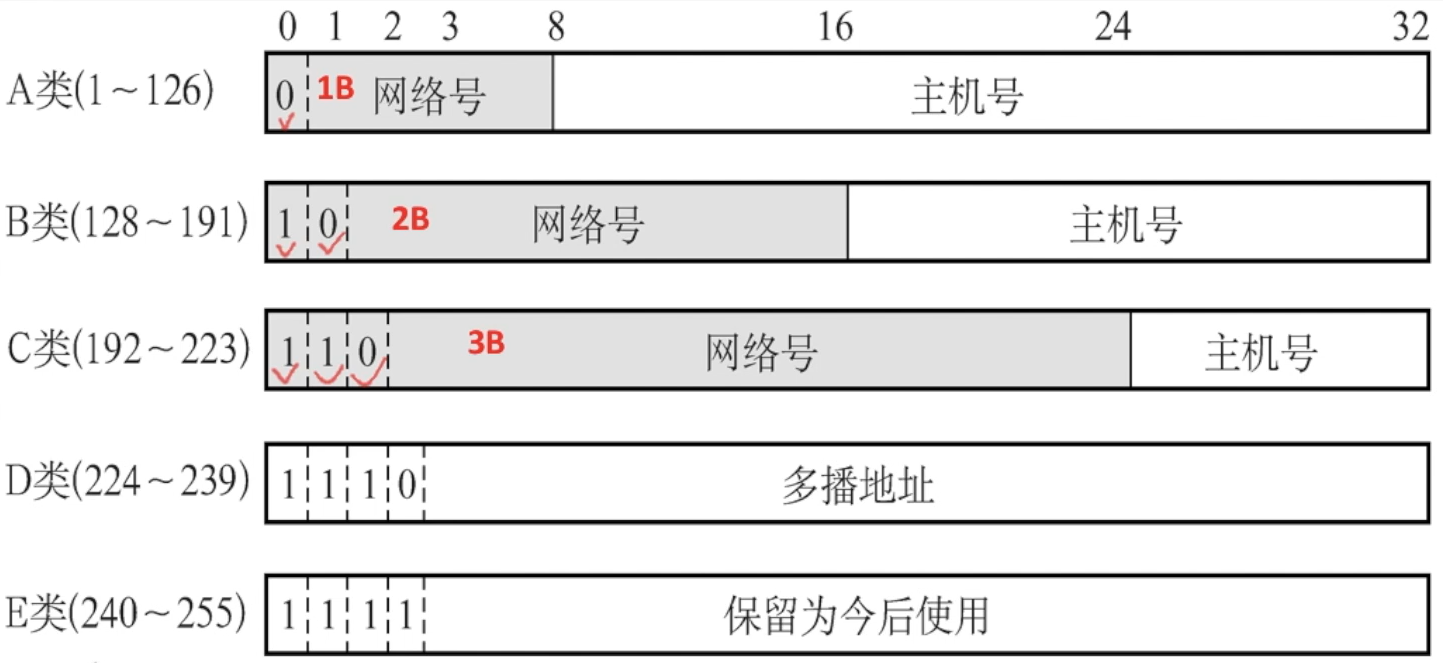 0 1 2 3 8 16 24 32
A类(1～126) 0 1B 网络号 主机号
B类(128～191) 1 0 2B 网络号 主机号
C类(192～223) 1 1 0 3B 网络号 主机号
D类(224～239) 1 1 1 0 多播地址
E类(240～255) 1 1 1 1 保留为今后使用